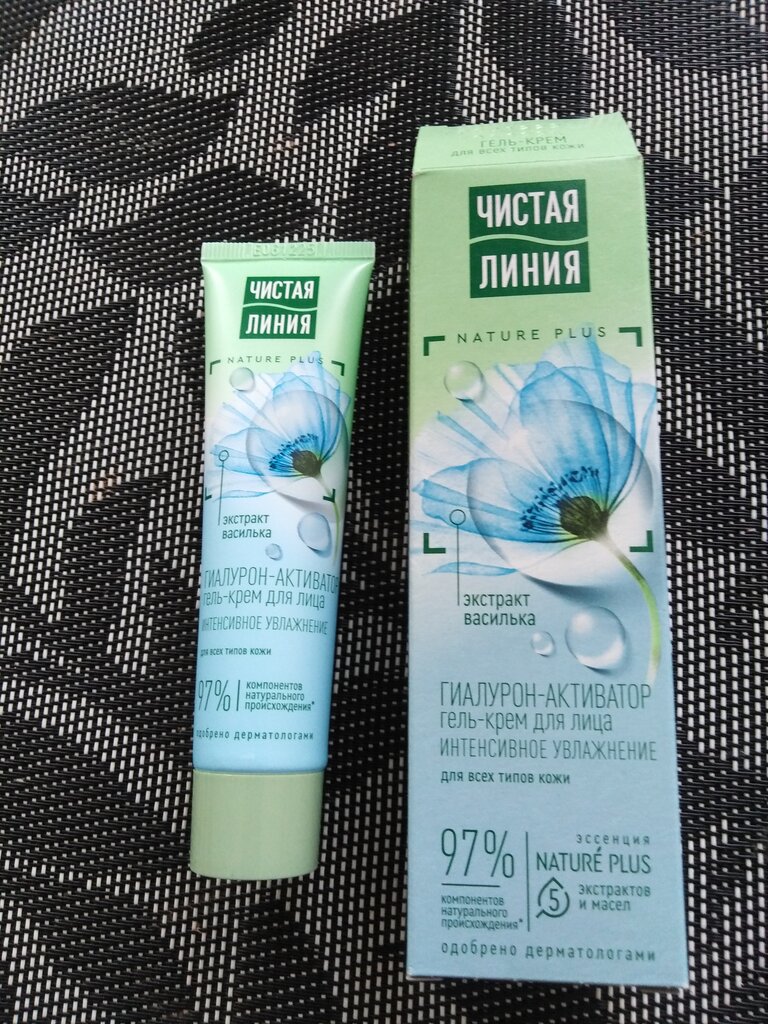 ГЕЛЬ-КРЕМ
для всех типов кожи
ЧИСТАЯ
ЛИНИЯ
NATURE PLUS
экстракт
василька
ГИАЛУРОН-АКТИВАТОР
гель-крем для лица
ИНТЕНСИВНОЕ УВЛАЖНЕНИЕ
для всех типов кожи
97%
компонентов
натурального
происхождения*
эссенция
NATURÉ PLUS
5 экстрактов
и масел
одобрено дерматологами
ЧИСТАЯ
ЛИНИЯ
NATURE PLUS
экстракт
василька
ГИАЛУРОН-АКТИВАТОР
гель-крем для лица
ИНТЕНСИВНОЕ УВЛАЖНЕНИЕ
для всех типов кожи
97%
компонентов
натурального
происхождения*
одобрено дерматологами